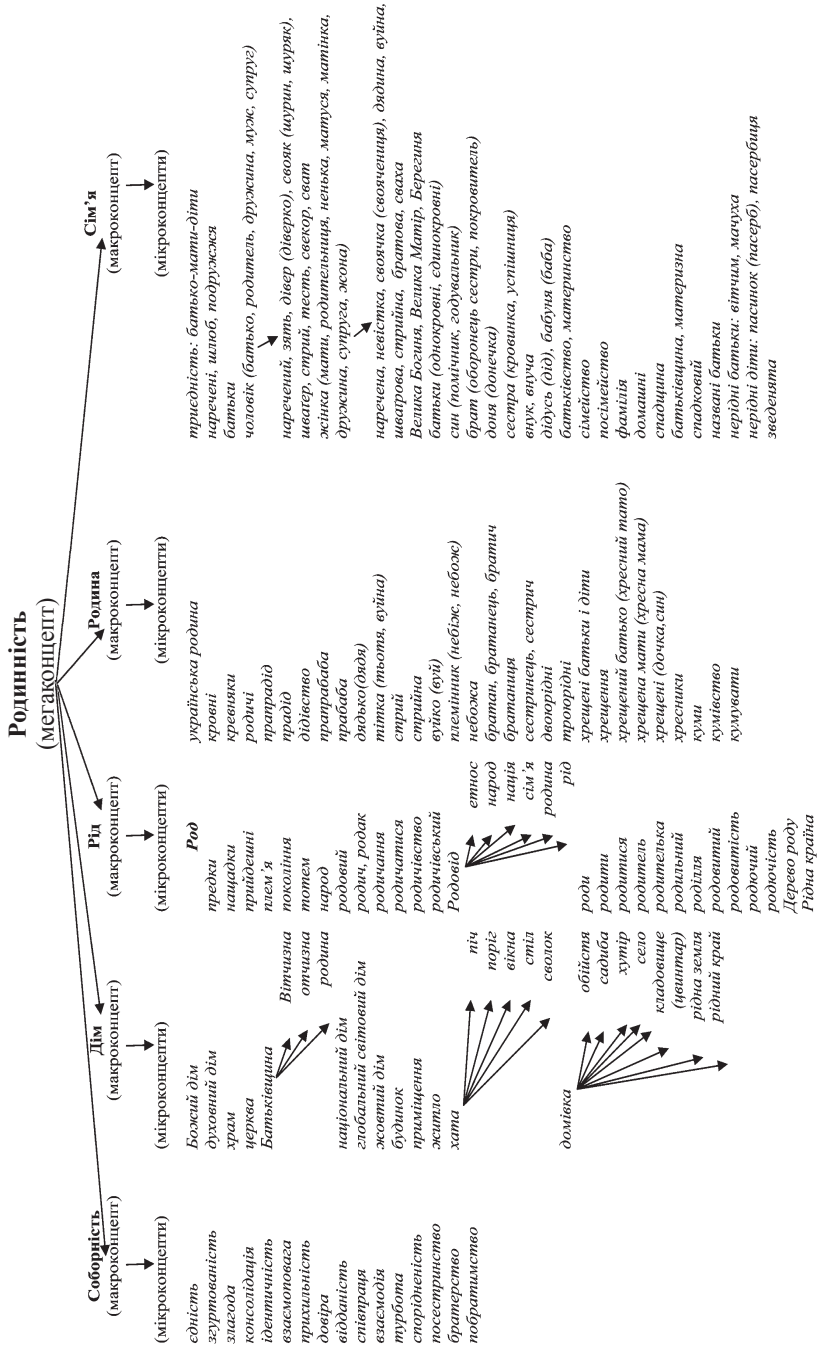 Родинність
(мегаконцепт)
Соборність
(макроконцепт)
(мікроконцепти)
єдність
згуртованість
злагода
консолідація
ідентичність
взаємоповага
прихильність
довіра
відданість
співпраця
взаємодія
турбота
спорідненість
посестринство
братерство
побратимство
Дім
(макроконцепт)
(мікроконцепти)
Божий дім
духовний дім
храм
церква
Батьківщина
Вітчизна
отчизна
родина
національний дім
глобальний світовий дім
жовтий дім
будинок
приміщення
житло
хата
піч
поріг
вікна
стіл
сволок
домівка
обійстя
садиба
хутір
село
кладовище
(цвинтар)
рідна земля
рідний край
Рід
(макроконцепт)
(мікроконцепти)
Род
предки
нащадки
прийдешні
плем’я
покоління
тотем
народ
родовий
родич, родак
родичання
родичатися
родичівство
родичівський
Родовід
етнос
народ
нація
сім’я
родина
рід
роди
родити
родитися
родитель
родителька
родильний
роділля
родовитий
родовитість
родючий
родючість
Дерево роду
Рідна країна
Родина
(макроконцепт)
(мікроконцепти)
українська родина
кровні
кревняки
родичі
прапрадід
прадід
дідівство
прапрабаба
прабаба
дядько(дядя)
тітка (тьотя, вуйна)
стрий
стрийна
вуйко (вуй)
племінник (небіж, небож)
небожа
братан, братанець, братич
братаниця
сестринець, сестрич
двоюрідні
троюрідні
хрещені батьки і діти
хрещення
хрещений батько (хресний тато)
хрещена мати (хресна мама)
хрещені (дочка,син)
хресники
куми
кумівство
кумувати
Сім’я
(макроконцепт)
(мікроконцепти)
триєдність: батько-мати-діти
наречені, шлюб, подружжя
батьки
чоловік (батько, родитель, дружина, муж, супруг)
наречений, зять, дівер (діверко), свояк (шурин, шуряк)
шваґер, стрий, тесть, свекор, сват
жінка (мати, родительниця, ненька, матуся, матінка,
дружина, супруга, жона)
наречена, невістка, своячка (своячениця), дядина, вуйна,
шваґрова, стрийна, братова, сваха
Велика Богиня, Велика Матір, Берегиня
батьки (однокровні, єдинокровні)
син (помічник, годувальник)
брат (оборонець сестри, покровитель)
доня (донечка)
сестра (кровинка, успішниця)
внук, внуча
дідусь (дід), бабуня (баба)
батьківство, материнство
сімейство
посімейство
фамілія
домашні
спадщина
батьківщина, материзна
спадковий
названі батьки
нерідні батьки: вітчим, мачуха
нерідні діти: пасинок (пасерб), пасербиця
зведенята